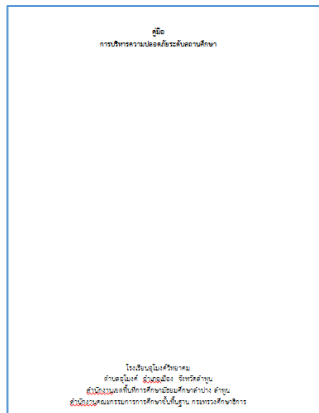 คู่มือ
การบริหารความปลอดภัยระดับสถานศึกษา
โรงเรียนอุโมงค์วิทยาคม
ตำบลอุโมงค์ อำเภอเมือง จังหวัดลำพูน
สำนักงานเขตพื้นที่การศึกษามัธยมศึกษาลำปาง ลำพูน
สำนักงานคณะกรรมการการศึกษาขั้นพื้นฐาน กระทรวงศึกษาธิการ